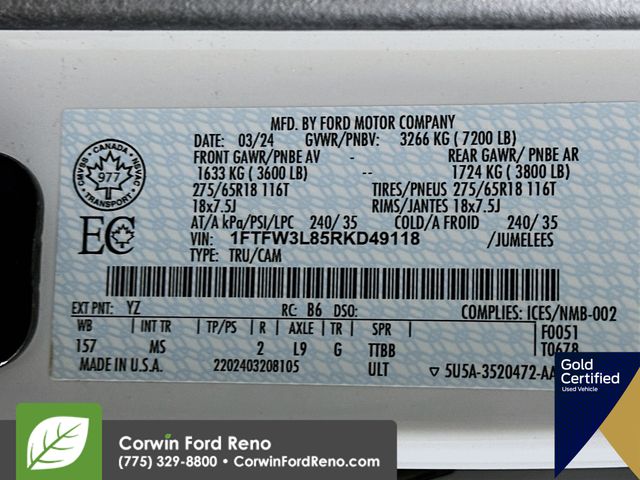 MFD. BY FORD MOTOR COMPANY
DATE: 03/24 GVWR/PNBV: 3266 KG ( 7200 LB)
FRONT GAWR/PNBE AV - REAR GAWR/ PNBE AR
1633 KG ( 3600 LB) -- 1724 KG ( 3800 LB)
275/65R18 116T TIRES/PNEUS 275/65R18 116T
18x7.5J RIMS/JANTES 18x7.5J
AT/A kPa/PSI/LPC 240/ 35 COLD/A FROID 240/ 35
VIN: 1FTFW3L85RKD49118 /JUMELEES
TYPE: TRU/CAM
CANADA
CMVSS NSVAC
977
TRANSPORT
EC
EXT PNT: YZ RC: B6 DSO: COMPLIES: ICES/NMB-002
WB INT TR TP/PS R AXLE TR SPR F0051
157 MS 2 L9 G TTBB T0678
MADE IN U.S.A. 2202403208105 ULT ▽ 5U5A-3520472-AA
Gold
Certified
Used Vehicle
Corwin Ford Reno
(775) 329-8800 • CorwinFordReno.com